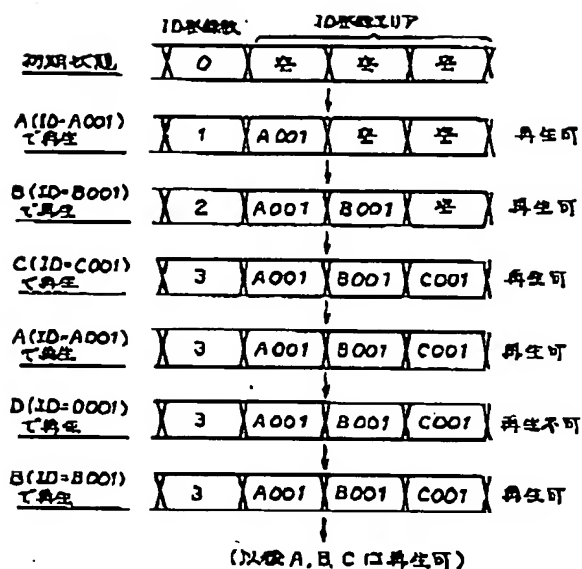 ID登録数 ID登録エリア
初期状態 0 空 空 空
A(ID=A001)
で再生 1 A001 空 空 再生可
B(ID=B001)
で再生 2 A001 B001 空 再生可
C(ID=C001)
で再生 3 A001 B001 C001 再生可
A(ID=A001)
で再生 3 A001 B001 C001 再生可
D(ID=D001)
で再生 3 A001 B001 C001 再生不可
B(ID=B001)
で再生 3 A001 B001 C001 再生可
(以後A,B,Cは再生可)